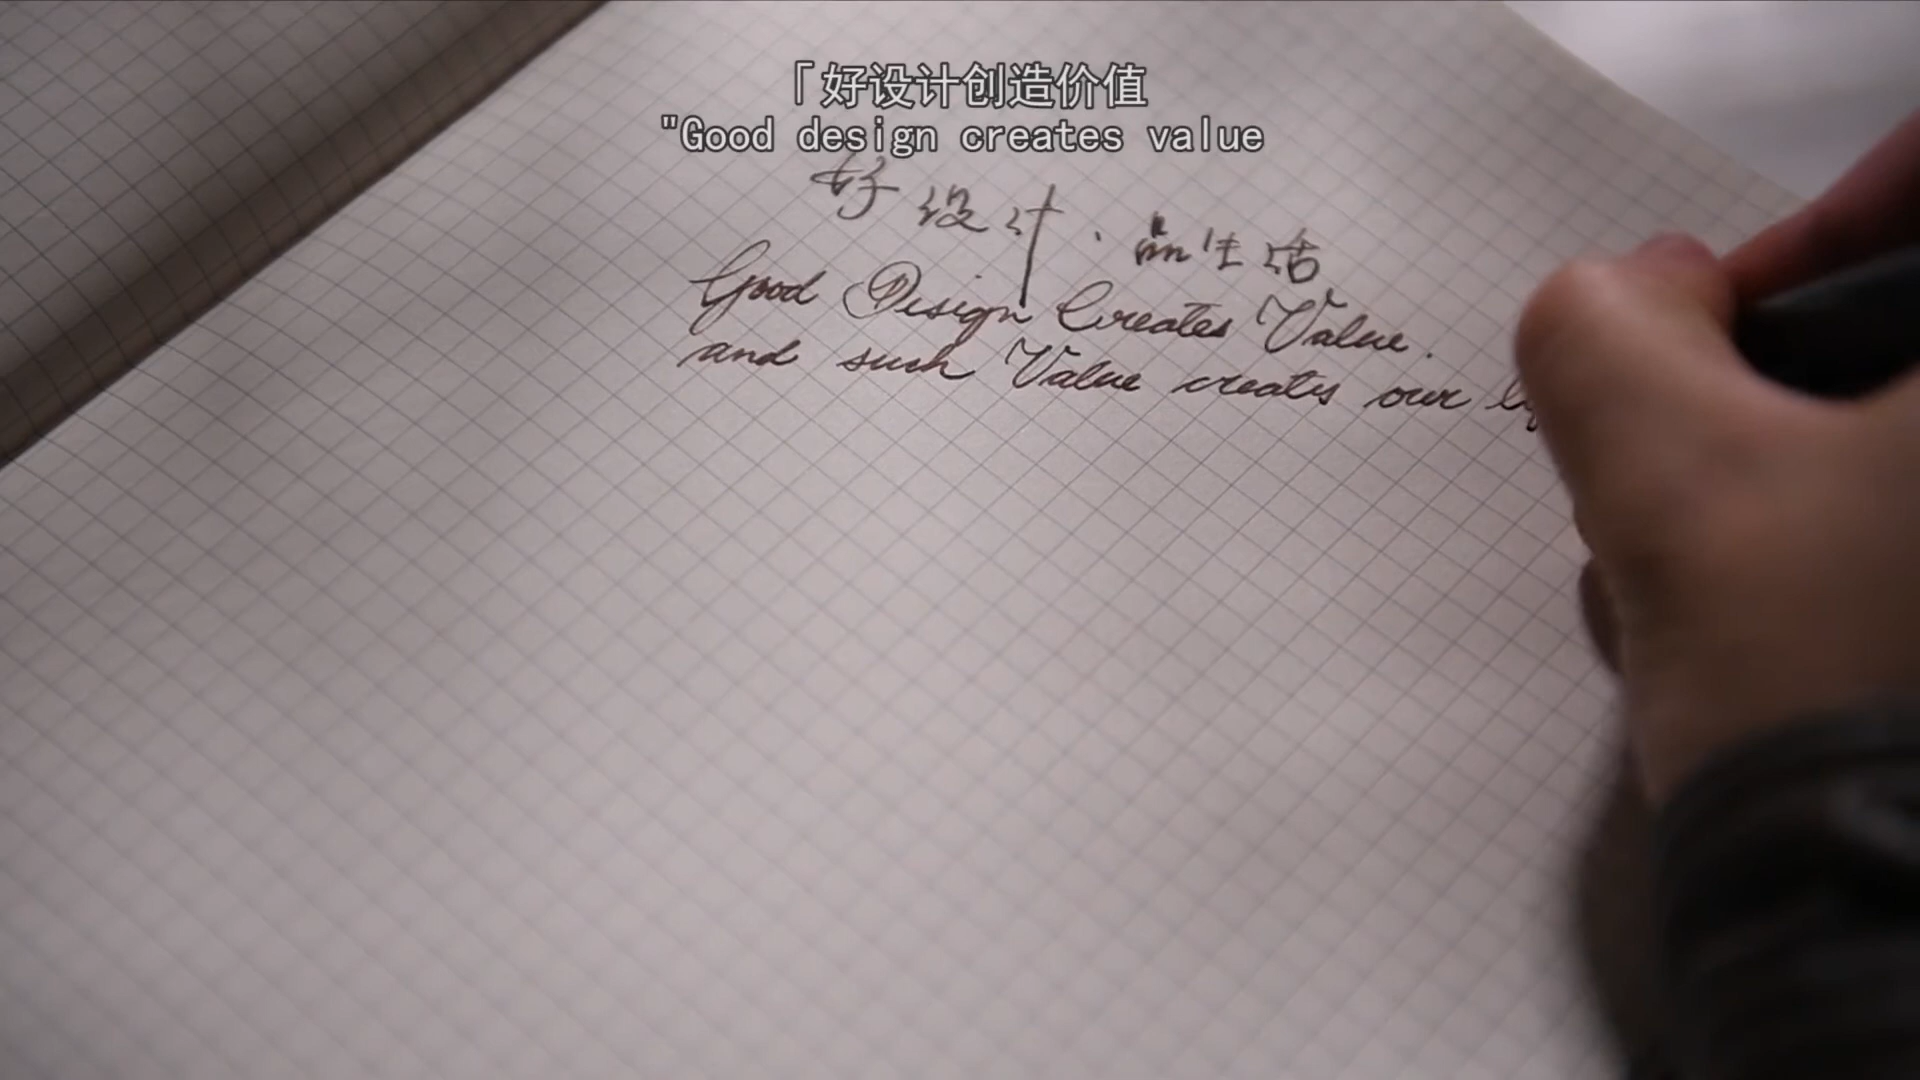 「好设计创造价值
"Good design creates value
好设计、品生活
Good Design Creates Value.
and such Value creates our